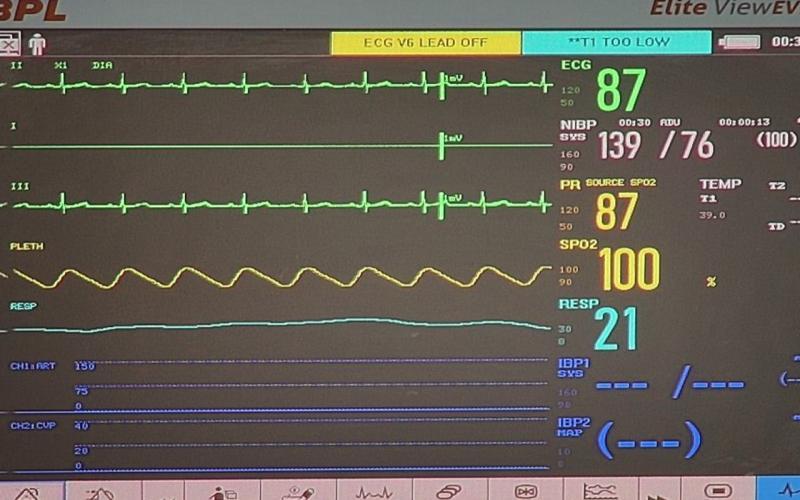 BPL Elite ViewEV
ECG V6 LEAD OFF **T1 TOO LOW 00:3
II X1 DIA 1mV ECG 120 50 87
I 1mV NIBP 00:30 ADU 00:00:13
SYS 160 90 139 /76 (100)
III 1mV PR SOURCE SPO2 120 50 87
TEMP T2
T1 --
39.0 TD --
PLETH SPO2 100 90 100 %
RESP RESP 30 8 21
CH1:ART 150 75 0 IBP1 SYS 160 90 --- /--- (--
CH2:CVP 40 20 0 IBP2 MAP 10 0 (---)